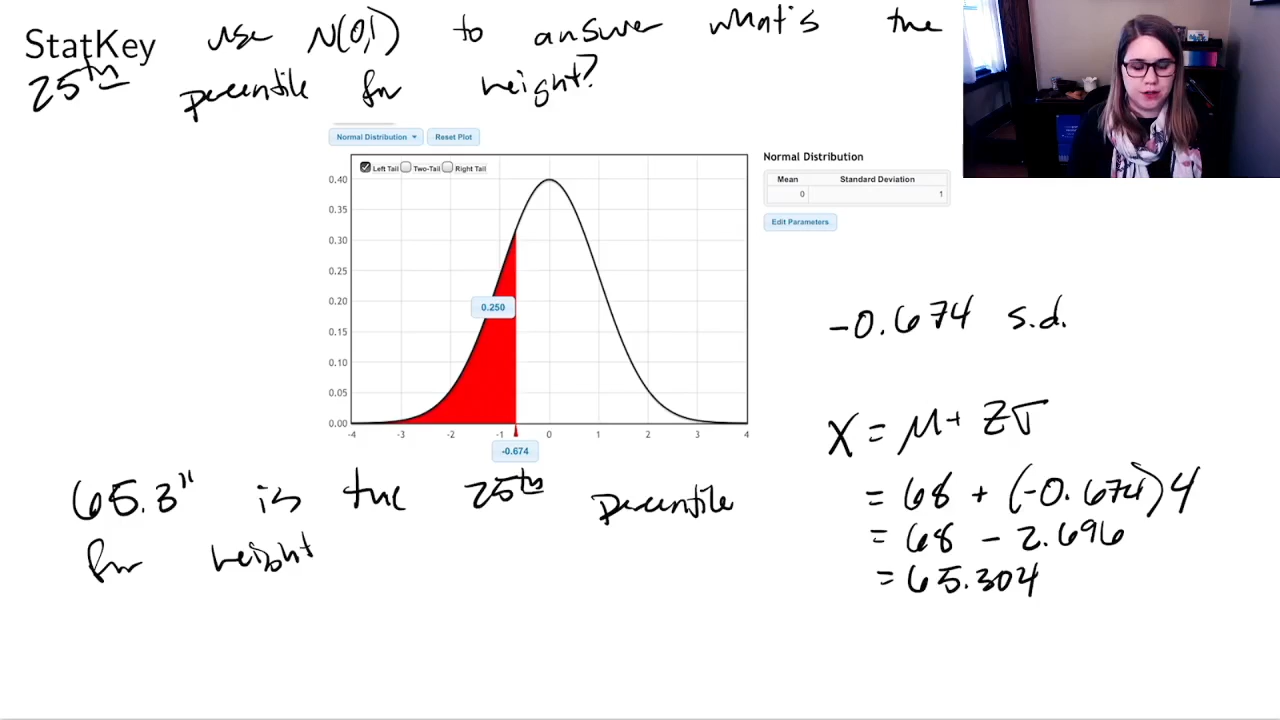 StatKey use N(0,1) to answer what's the
25th percentile for height?
Normal Distribution Reset Plot
Left Tail Two-Tail Right Tail
0.40
0.35
0.30
0.25
0.20
0.15
0.10
0.05
0.00
0.250
-4 -3 -2 -1 0 1 2 3 4
-0.674
Normal Distribution
Mean Standard Deviation
0 1
Edit Parameters
-0.674 s.d.
X = μ + Zσ
= 68 + (-0.674)4
= 68 - 2.696
= 65.304
65.3" is the 25th percentile
for height